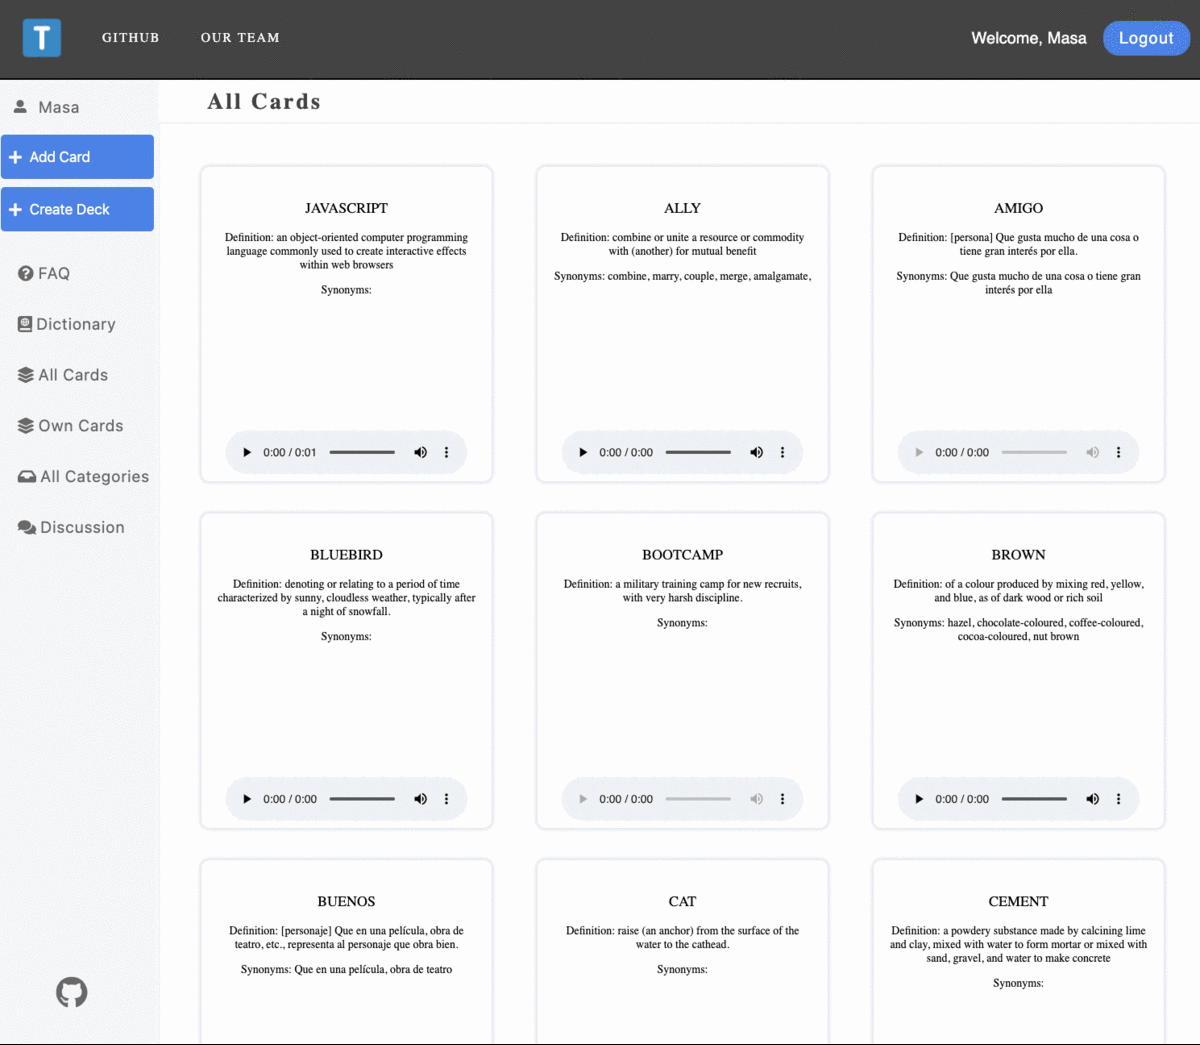 T
GITHUB
OUR TEAM
Welcome, Masa
Logout
Masa
Add Card
Create Deck
FAQ
Dictionary
All Cards
Own Cards
All Categories
Discussion
All Cards
JAVASCRIPT
Definition: an object-oriented computer programming
language commonly used to create interactive effects
within web browsers
Synonyms:
0:00 / 0:01
ALLY
Definition: combine or unite a resource or commodity
with (another) for mutual benefit
Synonyms: combine, marry, couple, merge, amalgamate,
0:00 / 0:00
AMIGO
Definition: [persona] Que gusta mucho de una cosa o
tiene gran interés por ella.
Synonyms: Que gusta mucho de una cosa o tiene gran
interés por ella
0:00 / 0:00
BLUEBIRD
Definition: denoting or relating to a period of time
characterized by sunny, cloudless weather, typically after
a night of snowfall.
Synonyms:
0:00 / 0:00
BOOTCAMP
Definition: a military training camp for new recruits,
with very harsh discipline.
Synonyms:
0:00 / 0:00
BROWN
Definition: of a colour produced by mixing red, yellow,
and blue, as of dark wood or rich soil
Synonyms: hazel, chocolate-coloured, coffee-coloured,
cocoa-coloured, nut brown
0:00 / 0:00
BUENOS
Definition: [personaje] Que en una película, obra de
teatro, etc., representa al personaje que obra bien.
Synonyms: Que en una película, obra de teatro
CAT
Definition: raise (an anchor) from the surface of the
water to the cathead.
Synonyms:
CEMENT
Definition: a powdery substance made by calcining lime
and clay, mixed with water to form mortar or mixed with
sand, gravel, and water to make concrete
Synonyms: